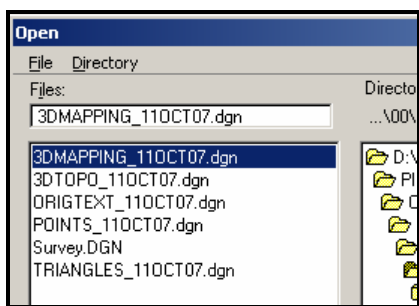 Open
File Directory
Files:
3DMAPPING_11OCT07.dgn
3DMAPPING_11OCT07.dgn
3DTOPO_11OCT07.dgn
ORIGTEXT_11OCT07.dgn
POINTS_11OCT07.dgn
Survey.DGN
TRIANGLES_11OCT07.dgn
Directo
...\00\
D:\
Pl